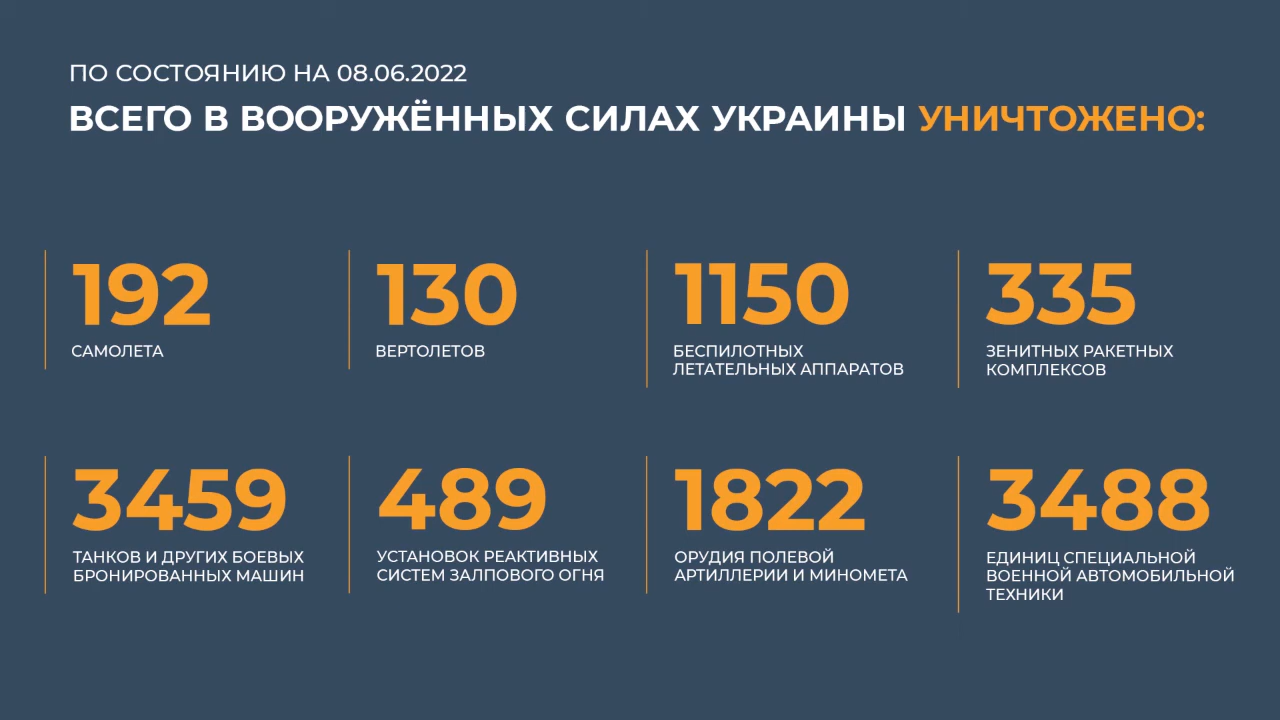 ПО СОСТОЯНИЮ НА 08.06.2022
ВСЕГО В ВООРУЖЁННЫХ СИЛАХ УКРАИНЫ УНИЧТОЖЕНО:
192
САМОЛЕТА
130
ВЕРТОЛЕТОВ
1150
БЕСПИЛОТНЫХ
ЛЕТАТЕЛЬНЫХ АППАРАТОВ
335
ЗЕНИТНЫХ РАКЕТНЫХ
КОМПЛЕКСОВ
3459
ТАНКОВ И ДРУГИХ БОЕВЫХ
БРОНИРОВАННЫХ МАШИН
489
УСТАНОВОК РЕАКТИВНЫХ
СИСТЕМ ЗАЛПОВОГО ОГНЯ
1822
ОРУДИЯ ПОЛЕВОЙ
АРТИЛЛЕРИИ И МИНОМЕТА
3488
ЕДИНИЦ СПЕЦИАЛЬНОЙ
ВОЕННОЙ АВТОМОБИЛЬНОЙ
ТЕХНИКИ